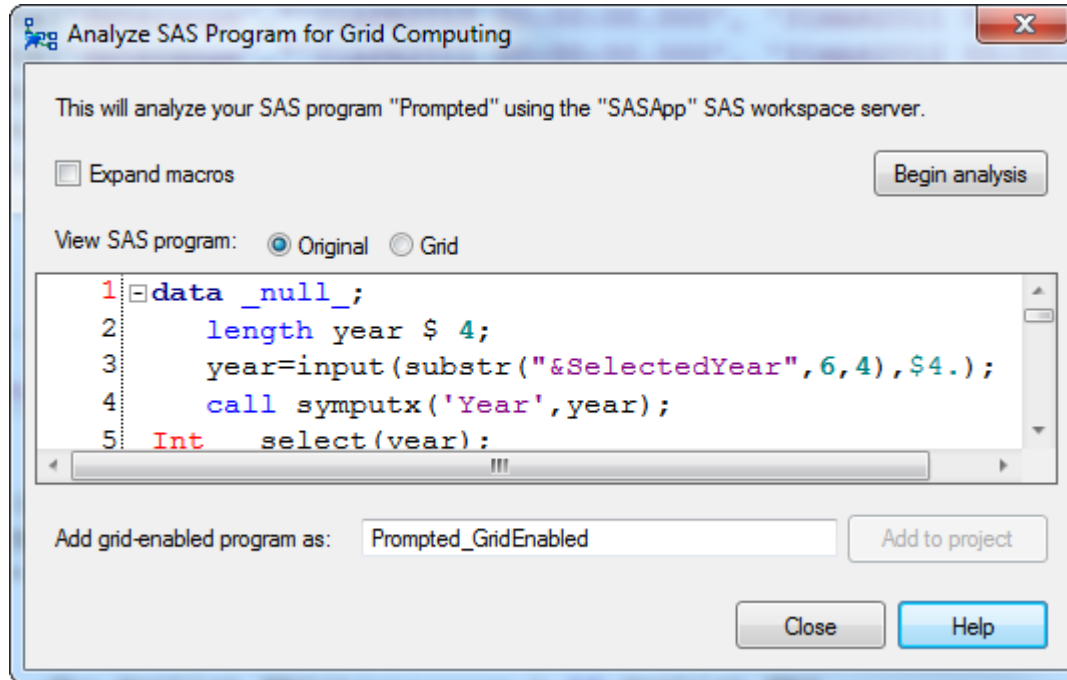 Analyze SAS Program for Grid Computing
This will analyze your SAS program "Prompted" using the "SASApp" SAS workspace server.
Expand macros
Begin analysis
View SAS program: Original Grid
1 data _null_;
2 length year $ 4;
3 year=input(substr("&SelectedYear",6,4),$4.);
4 call symputx('Year',year);
5 Int select(year);
Add grid-enabled program as: Prompted_GridEnabled Add to project
Close Help